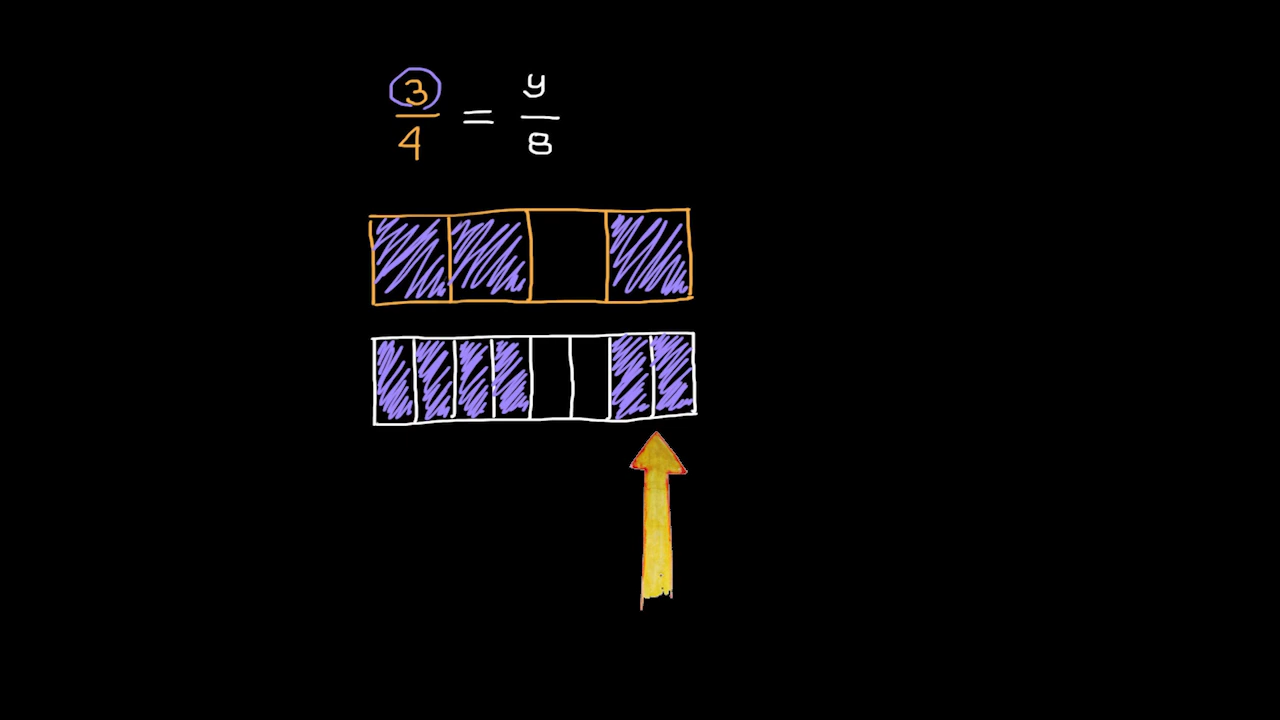 3/4 = y/8